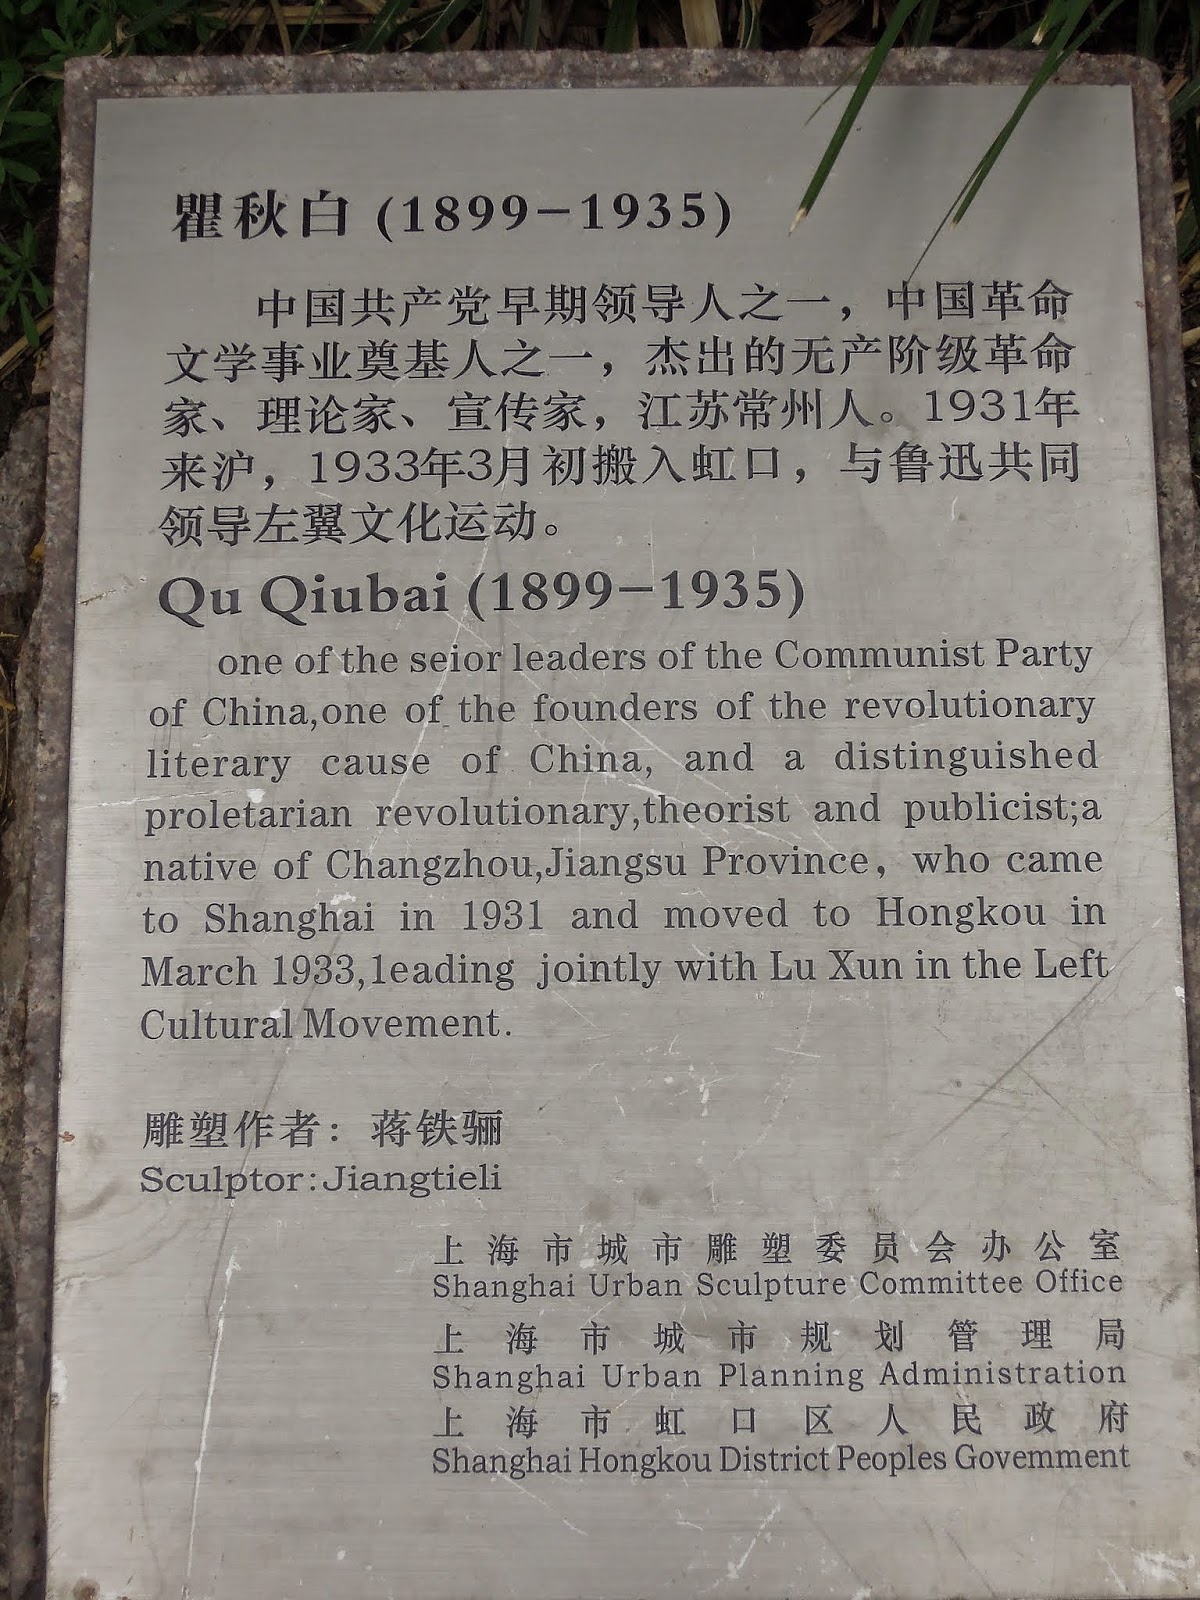 瞿秋白 (1899-1935)
中国共产党早期领导人之一，中国革命
文学事业奠基人之一，杰出的无产阶级革命
家、理论家、宣传家，江苏常州人。1931年
来沪，1933年3月初搬入虹口，与鲁迅共同
领导左翼文化运动。
Qu Qiubai (1899-1935)
one of the seior leaders of the Communist Party
of China,one of the founders of the revolutionary
literary cause of China, and a distinguished
proletarian revolutionary,theorist and publicist;a
native of Changzhou,Jiangsu Province, who came
to Shanghai in 1931 and moved to Hongkou in
March 1933,leading jointly with Lu Xun in the Left
Cultural Movement.
雕塑作者：蒋铁骊
Sculptor:Jiangtieli
上海市城市雕塑委员会办公室
Shanghai Urban Sculpture Committee Office
上海市城市规划管理局
Shanghai Urban Planning Administration
上海市虹口区人民政府
Shanghai Hongkou District Peoples Govemment